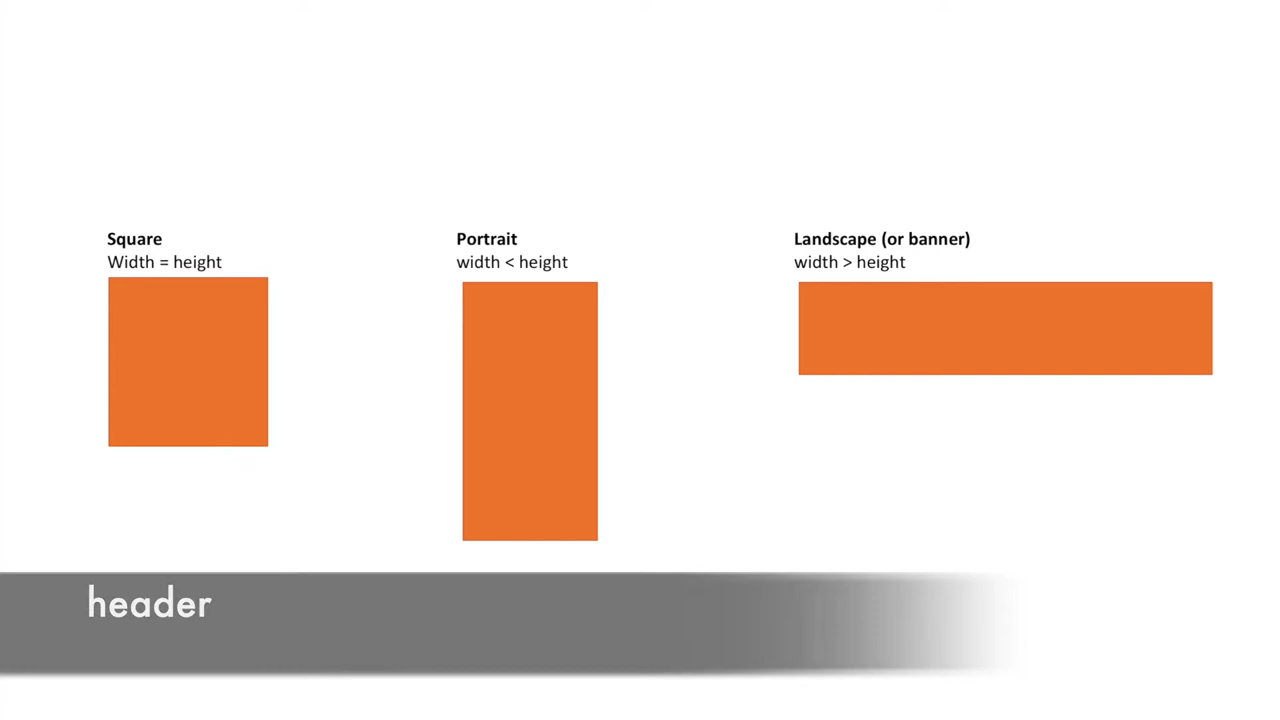 Square
Width = height
Portrait
width < height
Landscape (or banner)
width > height
header